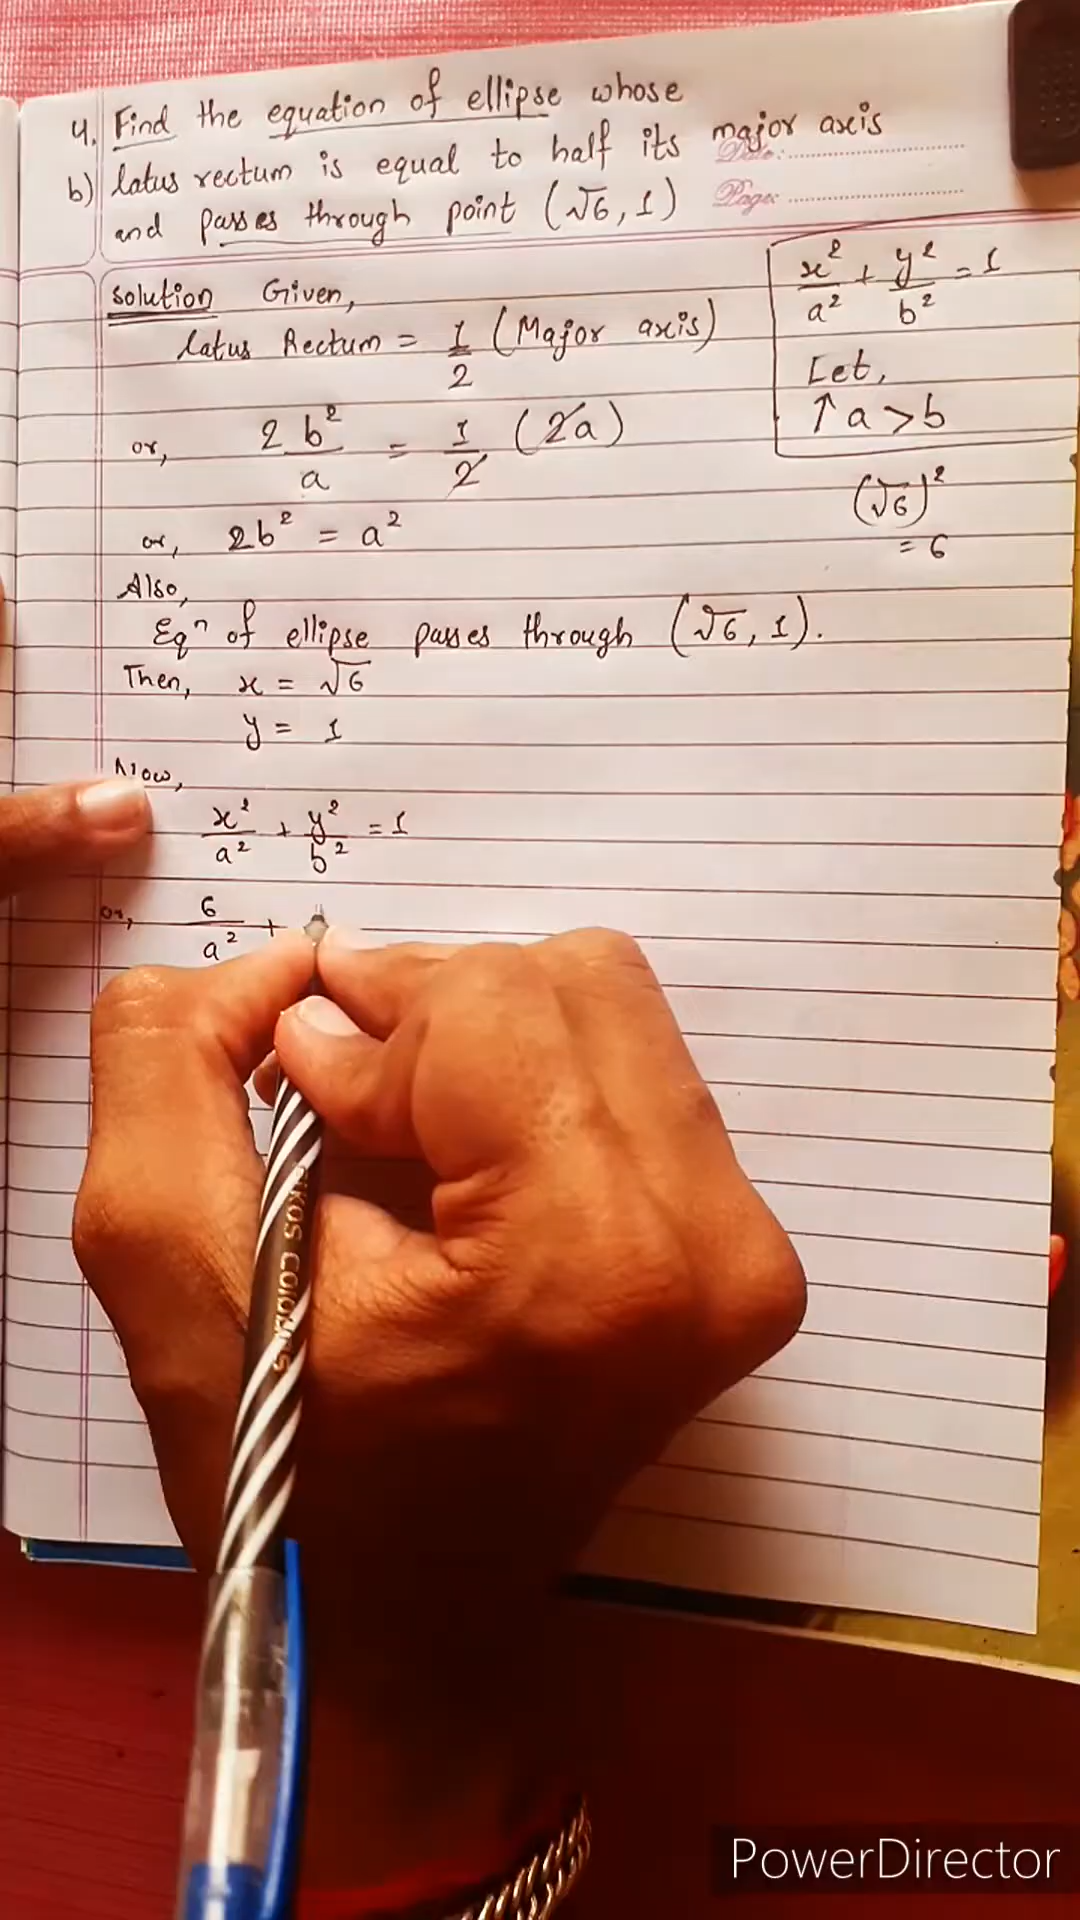 4. Find the equation of ellipse whose
b) latus rectum is equal to half its major axis
and passes through point (√6, 1)
Date:
Page:
Solution Given,
Latus Rectum = 1/2 (Major axis)
x²/a² + y²/b² = 1
Let,
↑ a > b
or, 2b²/a = 1/2 (2a)
(√6)²
= 6
or, 2b² = a²
Also,
Eqⁿ of ellipse passes through (√6, 1).
Then, x = √6
y = 1
Now,
x²/a² + y²/b² = 1
or, 6/a² +
PowerDirector